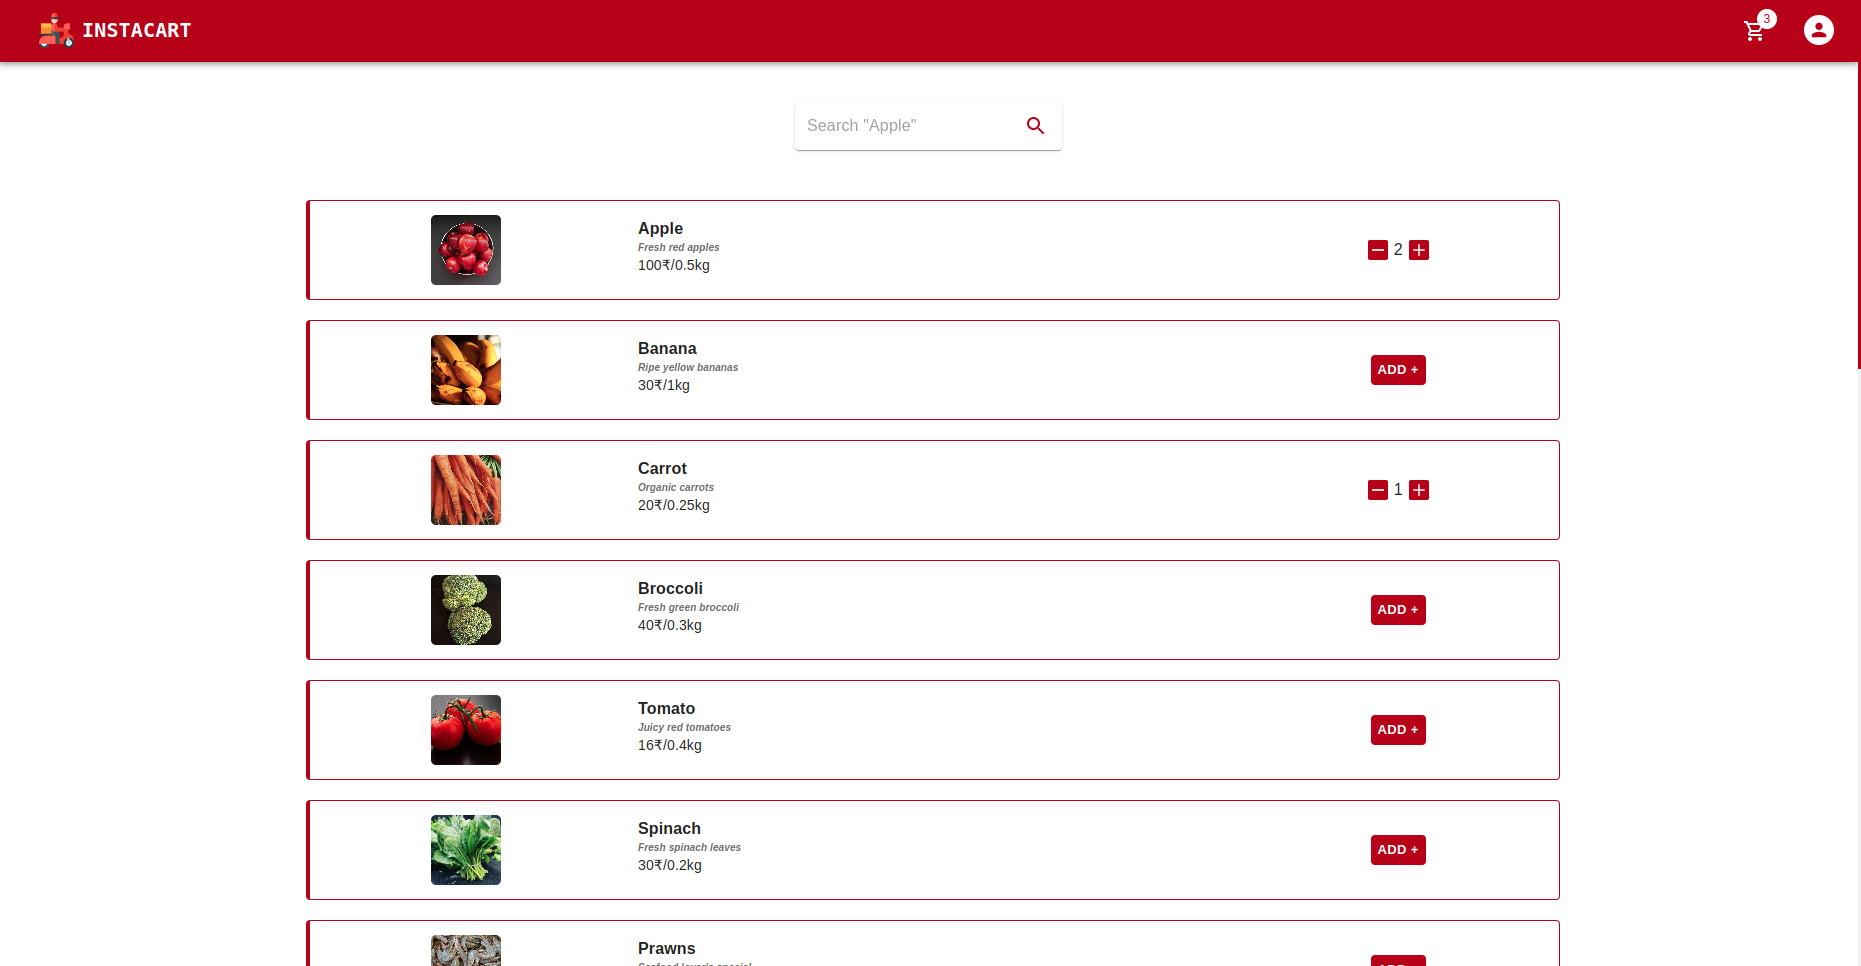 INSTACART
3
Search "Apple"
Apple
Fresh red apples
100₹/0.5kg
2
Banana
Ripe yellow bananas
30₹/1kg
ADD +
Carrot
Organic carrots
20₹/0.25kg
1
Broccoli
Fresh green broccoli
40₹/0.3kg
ADD +
Tomato
Juicy red tomatoes
16₹/0.4kg
ADD +
Spinach
Fresh spinach leaves
30₹/0.2kg
ADD +
Prawns